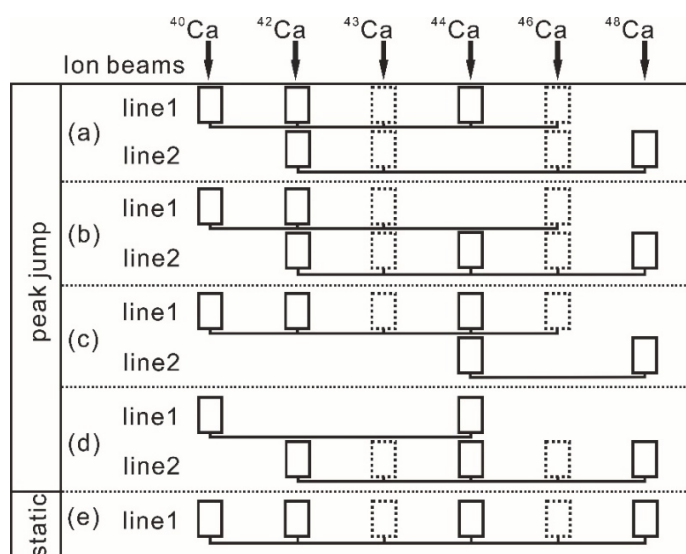 ⁴⁰Ca ⁴²Ca ⁴³Ca ⁴⁴Ca ⁴⁶Ca ⁴⁸Ca
Ion beams
peak jump
(a) line1
line2
(b) line1
line2
(c) line1
line2
(d) line1
line2
static
(e) line1